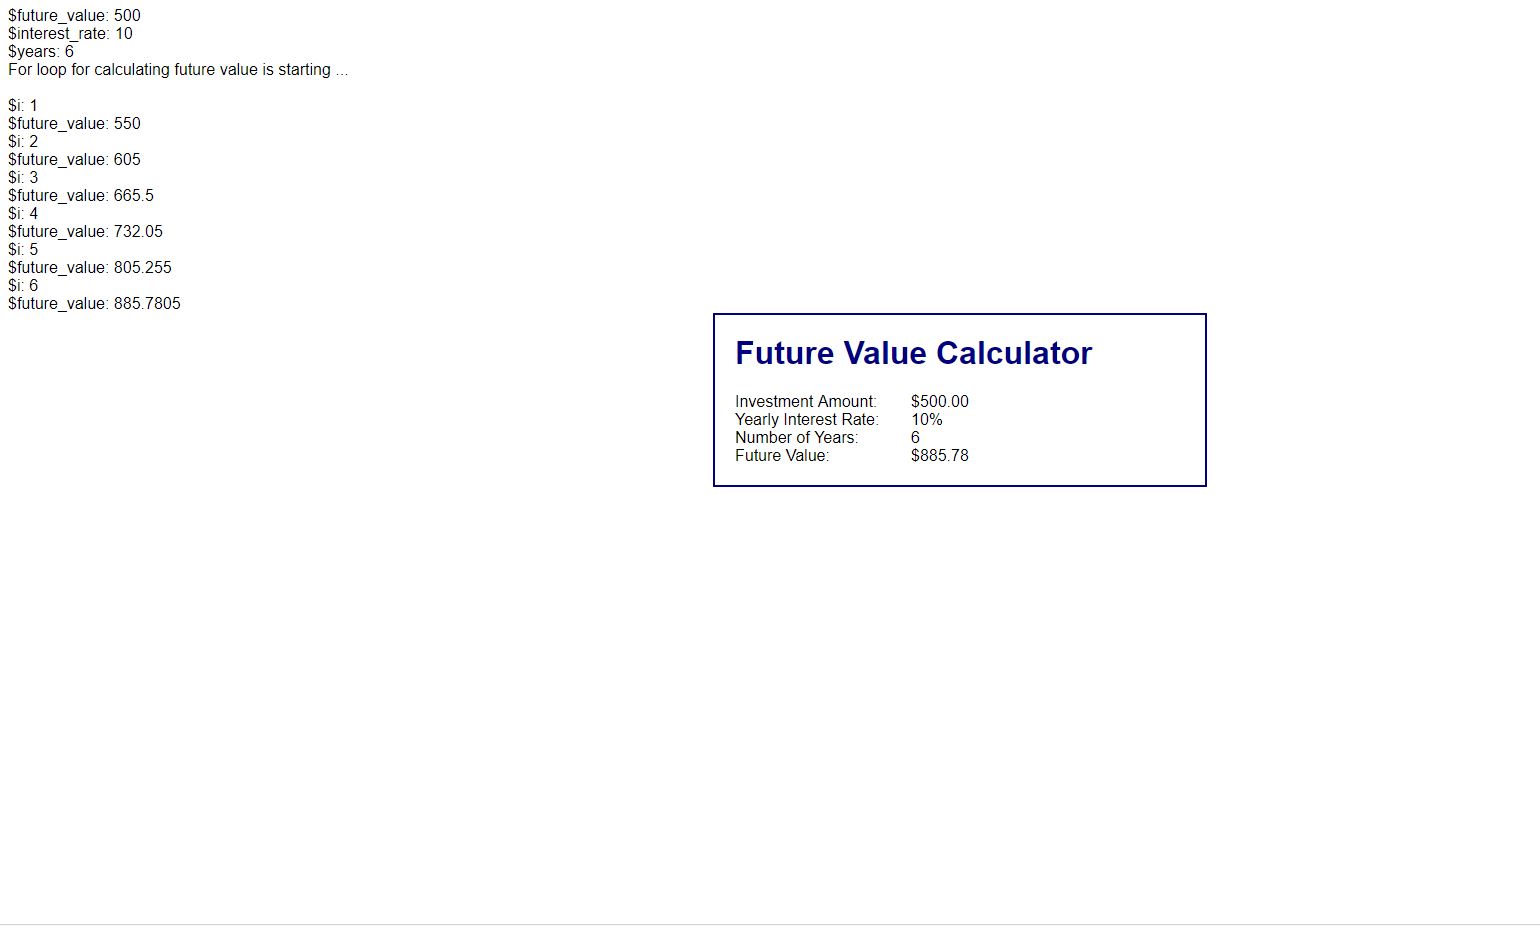 $future_value: 500
$interest_rate: 10
$years: 6
For loop for calculating future value is starting ...
$i: 1
$future_value: 550
$i: 2
$future_value: 605
$i: 3
$future_value: 665.5
$i: 4
$future_value: 732.05
$i: 5
$future_value: 805.255
$i: 6
$future_value: 885.7805
Future Value Calculator
Investment Amount: $500.00
Yearly Interest Rate: 10%
Number of Years: 6
Future Value: $885.78